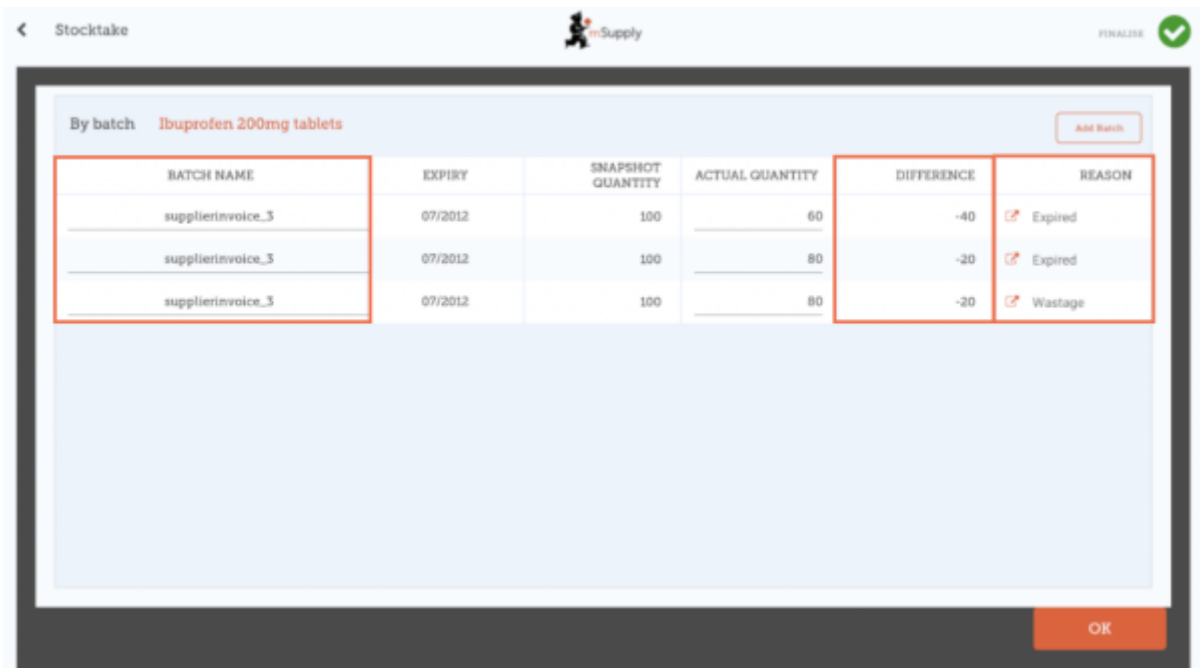 Stocktake
mSupply
FINALISE
By batch Ibuprofen 200mg tablets
Add Batch
BATCH NAME EXPIRY SNAPSHOT QUANTITY ACTUAL QUANTITY DIFFERENCE REASON
supplierinvoice_3 07/2012 100 60 -40 Expired
supplierinvoice_3 07/2012 100 80 -20 Expired
supplierinvoice_3 07/2012 100 80 -20 Wastage
OK